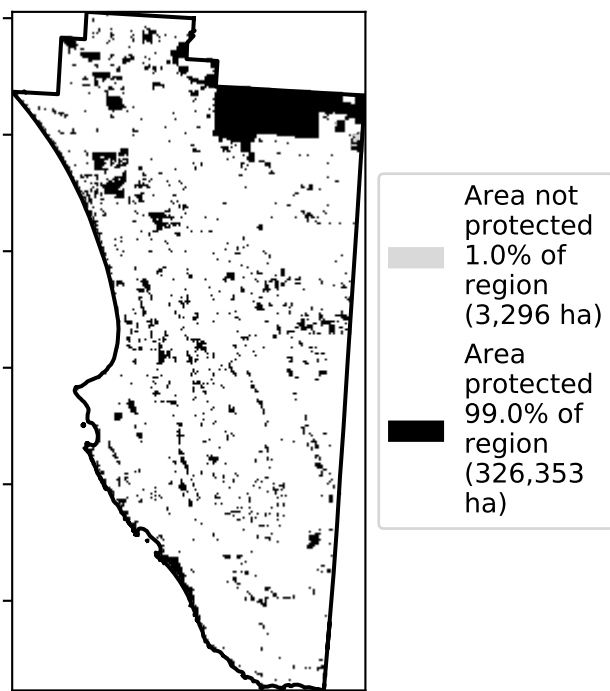 Area not
protected
1.0% of
region
(3,296 ha)
Area
protected
99.0% of
region
(326,353
ha)